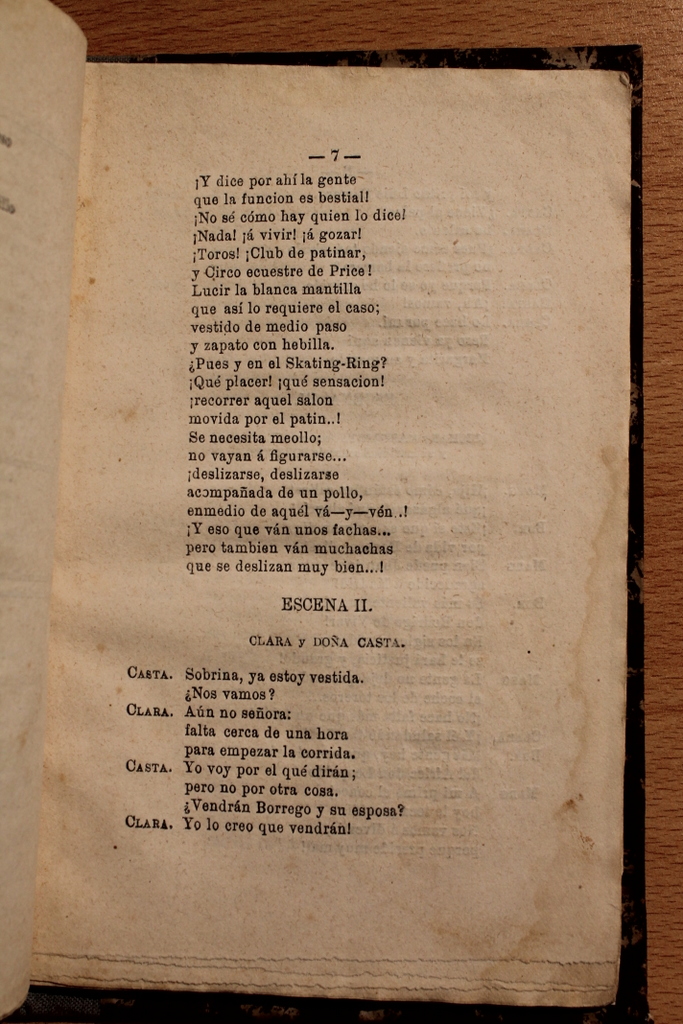 — 7 —
¡Y dice por ahí la gente
que la funcion es bestial!
¡No sé cómo hay quien lo dice!
¡Nada! ¡á vivir! ¡á gozar!
¡Toros! ¡Club de patinar,
y Circo ecuestre de Price!
Lucir la blanca mantilla
que así lo requiere el caso;
vestido de medio paso
y zapato con hebilla.
¿Pues y en el Skating-Ring?
¡Qué placer! ¡qué sensacion!
¡recorrer aquel salon
movida por el patin..!
Se necesita meollo;
no vayan á figurarse...
¡deslizarse, deslizarse
acompañada de un pollo,
enmedio de aquél vá—y—vén..!
¡Y eso que ván unos fachas...
pero tambien ván muchachas
que se deslizan muy bien...!
ESCENA II.
CLARA y DOÑA CASTA.
CASTA. Sobrina, ya estoy vestida.
¿Nos vamos?
CLARA. Aún no señora:
falta cerca de una hora
para empezar la corrida.
CASTA. Yo voy por el qué dirán;
pero no por otra cosa.
¿Vendrán Borrego y su esposa?
CLARA. Yo lo creo que vendrán!